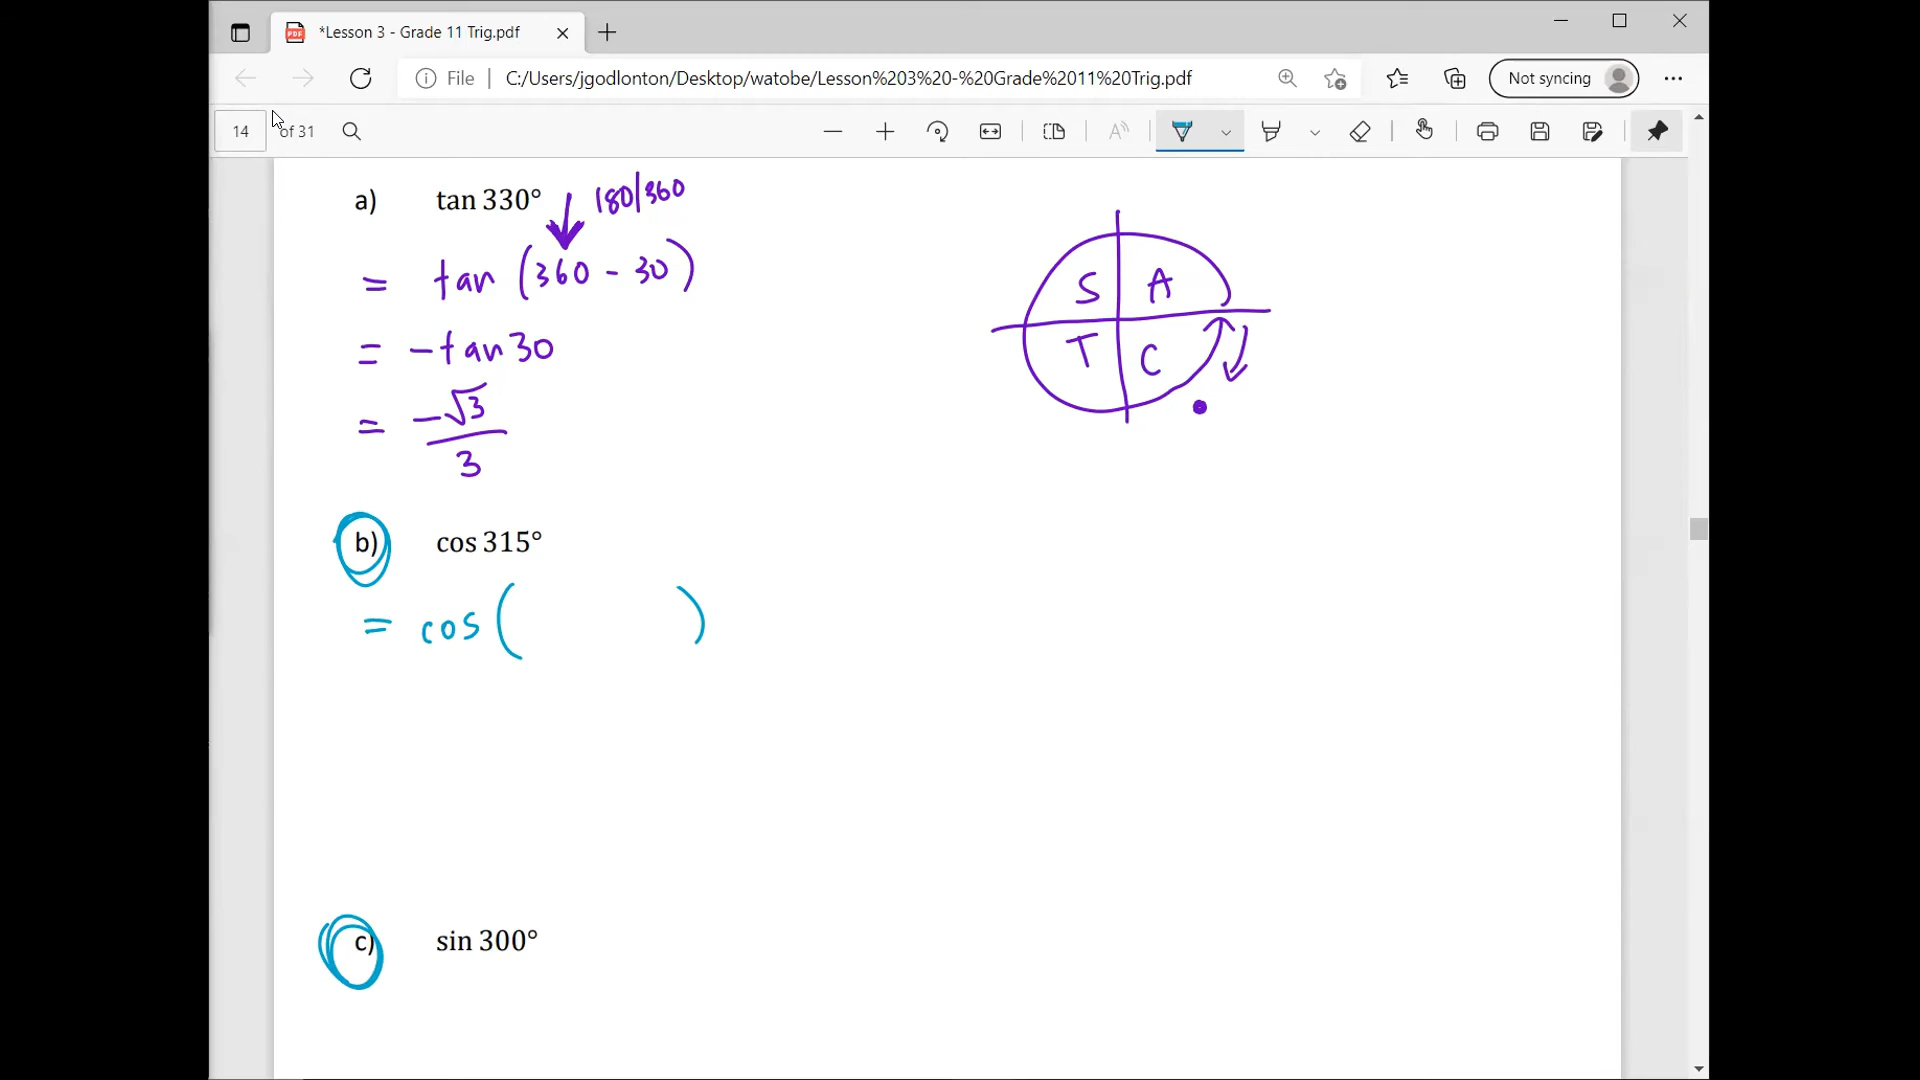 *Lesson 3 - Grade 11 Trig.pdf
File | C:/Users/jgodlonton/Desktop/watobe/Lesson%203%20-%20Grade%2011%20Trig.pdf
Not syncing
14 of 31
a) tan 330° 180/360
= tan (360 - 30)
= -tan 30
= -√3
3
S A
T C
b) cos 315°
= cos ( )
c) sin 300°